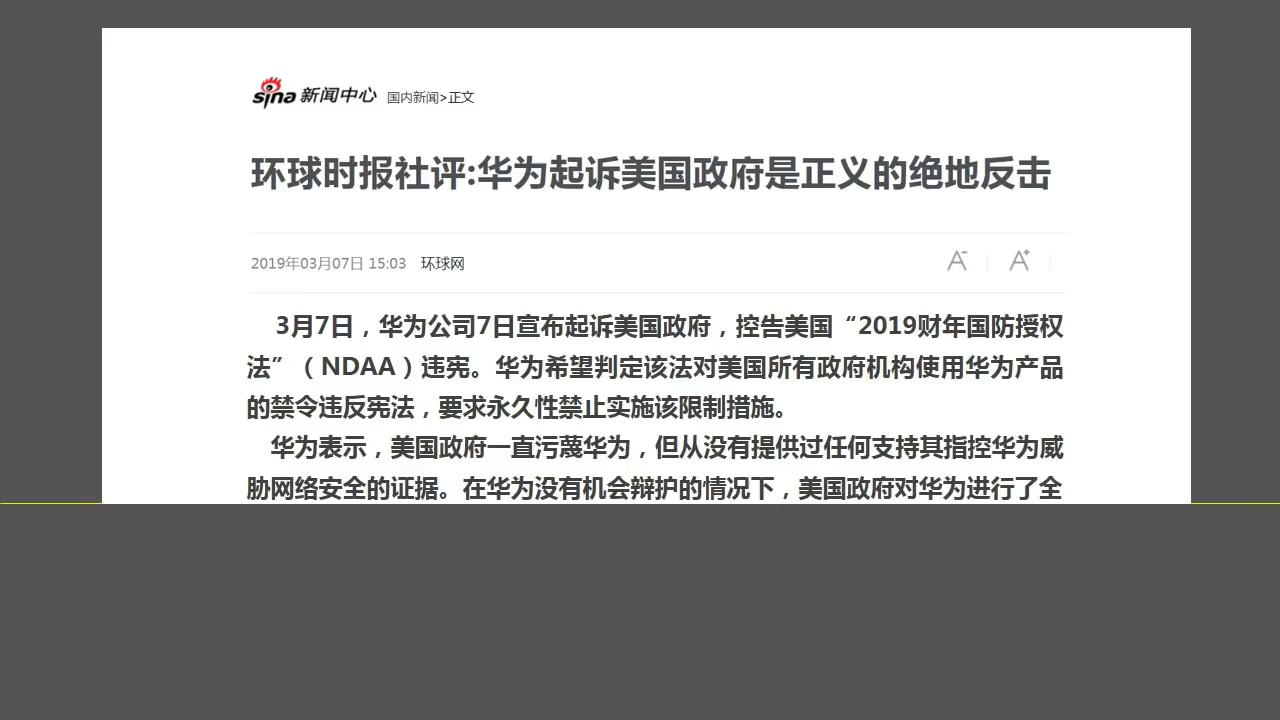 sina 新闻中心 国内新闻>正文
环球时报社评:华为起诉美国政府是正义的绝地反击
2019年03月07日 15:03 环球网 A- A+
3月7日，华为公司7日宣布起诉美国政府，控告美国“2019财年国防授权
法”（NDAA）违宪。华为希望判定该法对美国所有政府机构使用华为产品
的禁令违反宪法，要求永久性禁止实施该限制措施。
华为表示，美国政府一直污蔑华为，但从没有提供过任何支持其指控华为威
胁网络安全的证据。在华为没有机会辩护的情况下，美国政府对华为进行了全